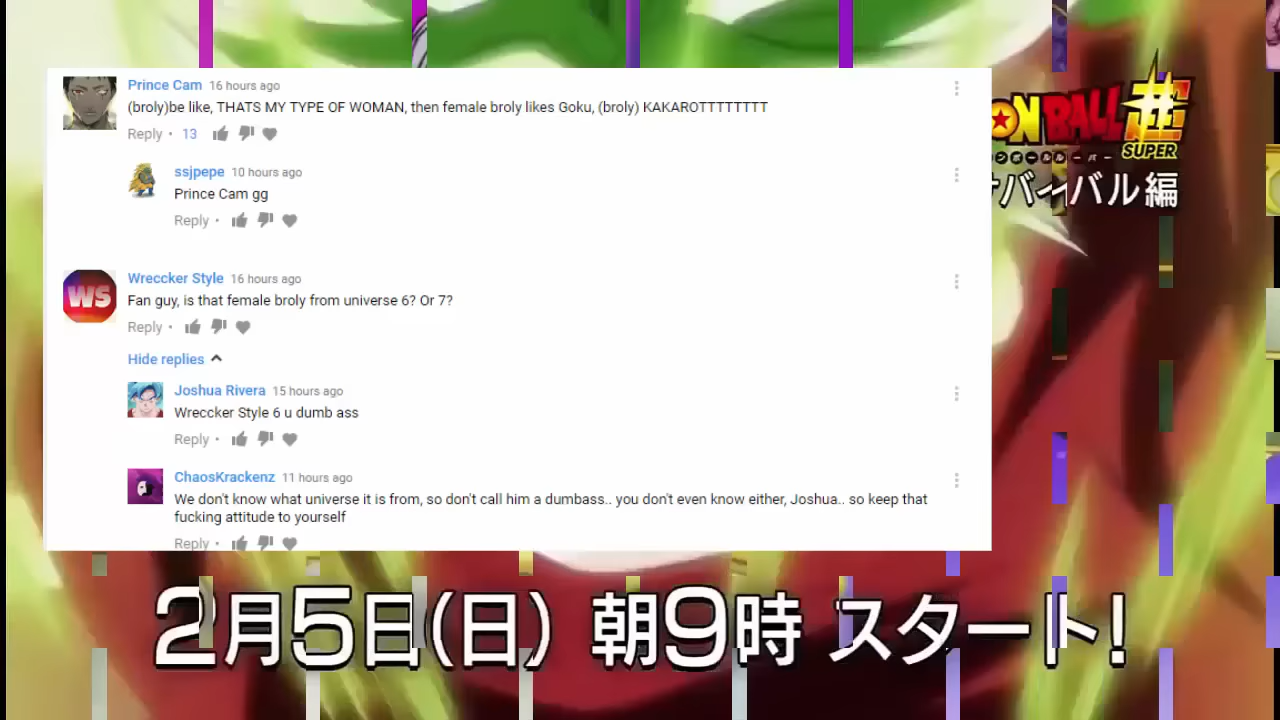 Prince Cam 16 hours ago
(broly)be like, THATS MY TYPE OF WOMAN, then female broly likes Goku, (broly) KAKAROTTTTTTTT
Reply • 13
ssjpepe 10 hours ago
Prince Cam gg
Reply •
WS
Wreccker Style 16 hours ago
Fan guy, is that female broly from universe 6? Or 7?
Reply •
Hide replies
Joshua Rivera 15 hours ago
Wreccker Style 6 u dumb ass
Reply •
ChaosKrackenz 11 hours ago
We don't know what universe it is from, so don't call him a dumbass.. you don't even know either, Joshua.. so keep that
fucking attitude to yourself
Reply •
ON BALL 超
SUPER
バイバル編
2月5日(日) 朝9時 スタート!